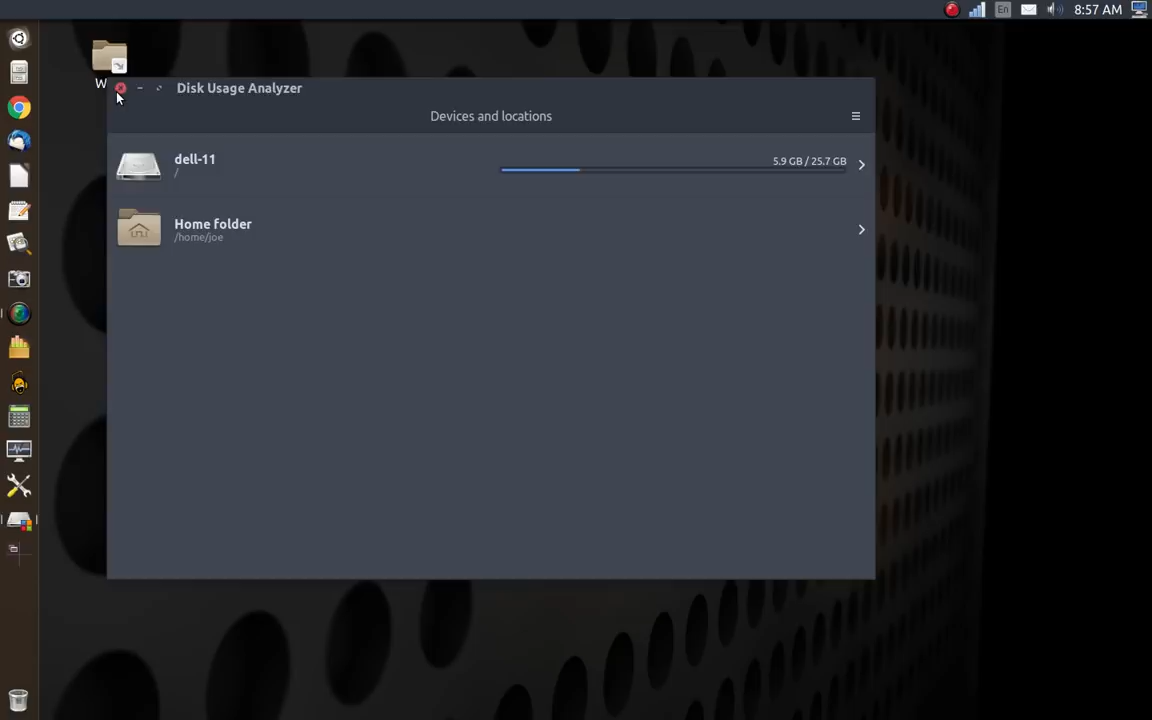 En
8:57 AM
W
Disk Usage Analyzer
Devices and locations
dell-11
5.9 GB / 25.7 GB
/
Home folder
/home/joe